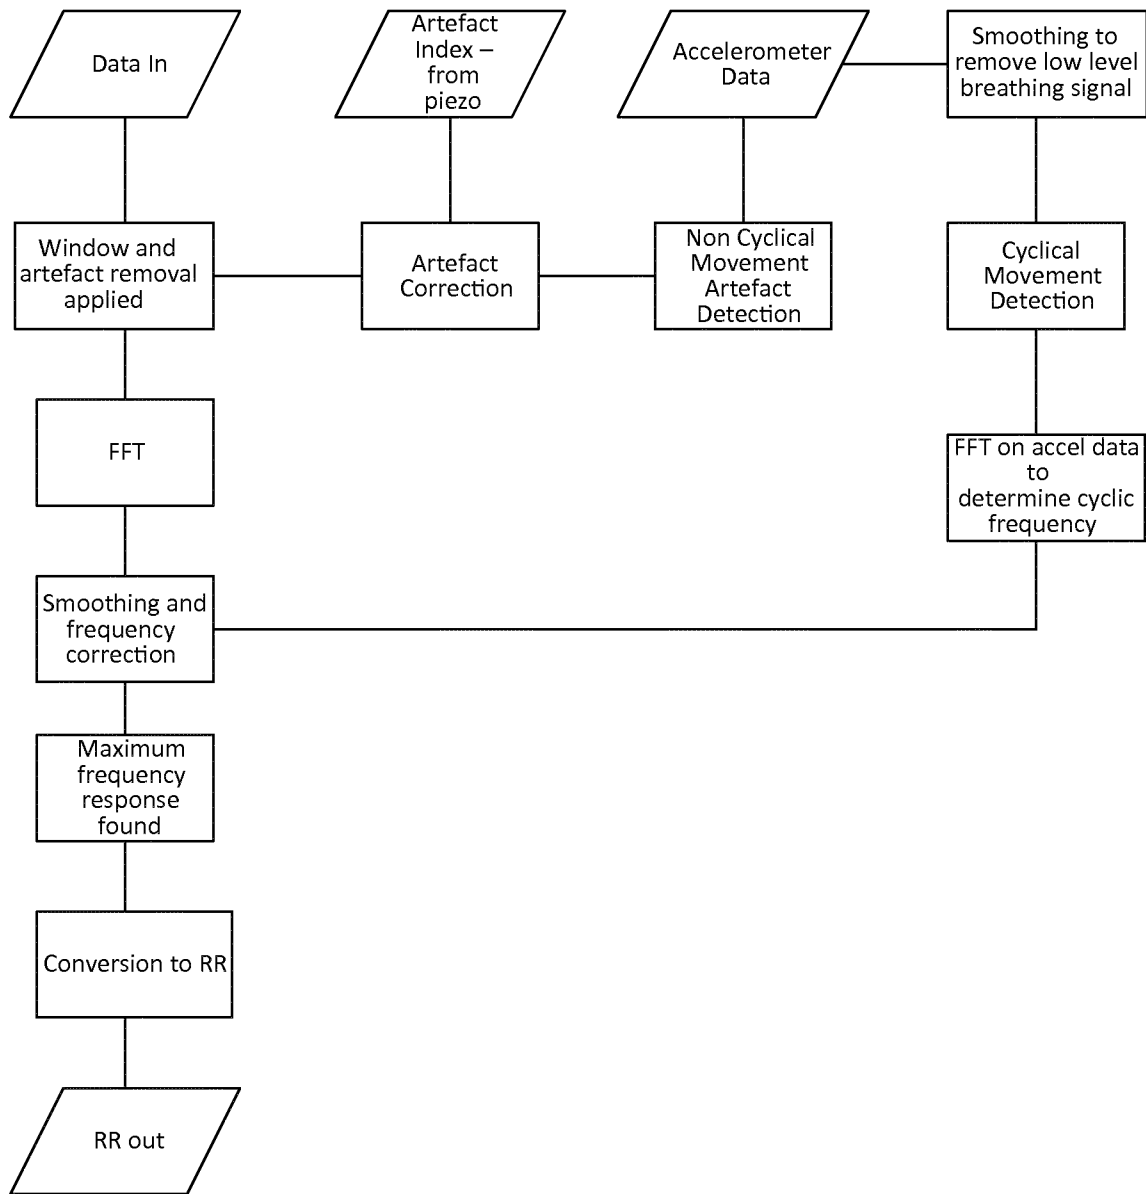 Data In
Artefact
Index –
from
piezo
Accelerometer
Data
Smoothing to
remove low level
breathing signal
Window and
artefact removal
applied
Artefact
Correction
Non Cyclical
Movement
Artefact
Detection
Cyclical
Movement
Detection
FFT
FFT on accel data
to
determine cyclic
frequency
Smoothing and
frequency
correction
Maximum
frequency
response
found
Conversion to RR
RR out